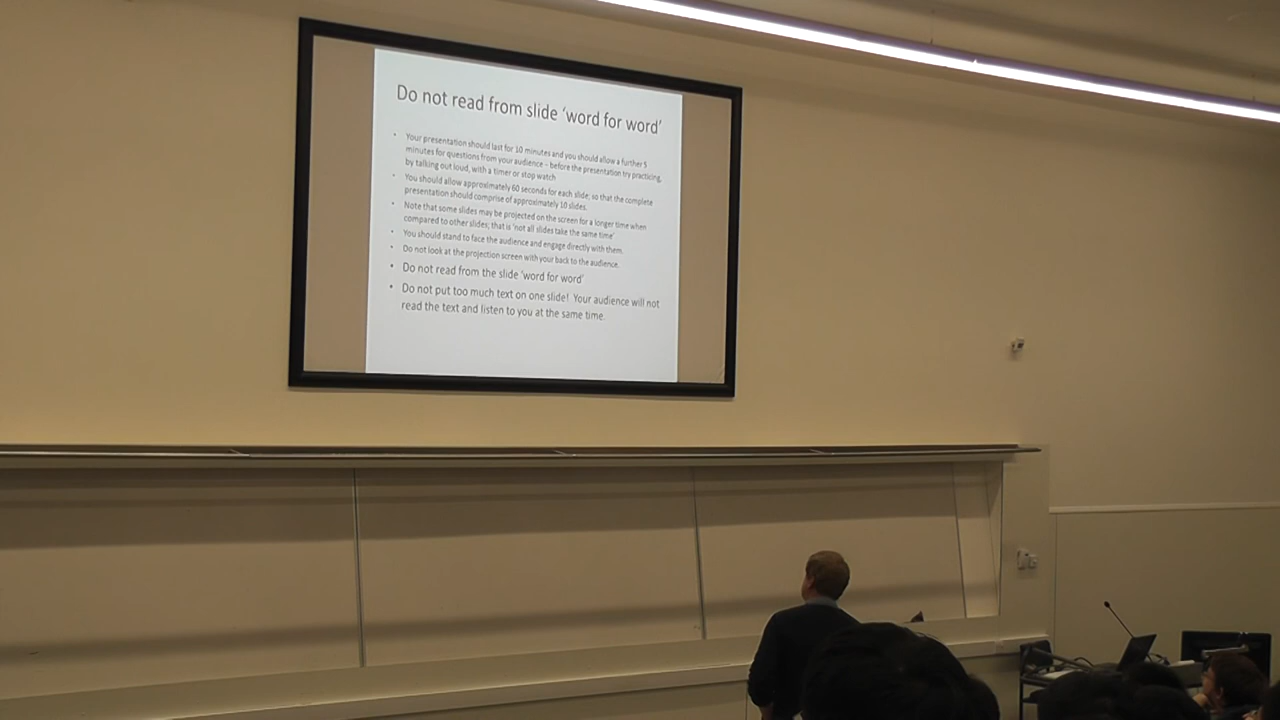 Do not read from slide ‘word for word’
• Your presentation should last for 10 minutes and you should allow a further 5
minutes for questions from your audience – before the presentation try practicing,
by talking out loud, with a timer or stop watch
• You should allow approximately 60 seconds for each slide; so that the complete
presentation should comprise of approximately 10 slides.
• Note that some slides may be projected on the screen for a longer time when
compared to other slides; that is ‘not all slides take the same time’
• You should stand to face the audience and engage directly with them.
• Do not look at the projection screen with your back to the audience.
• Do not read from the slide ‘word for word’
• Do not put too much text on one slide! Your audience will not
read the text and listen to you at the same time.